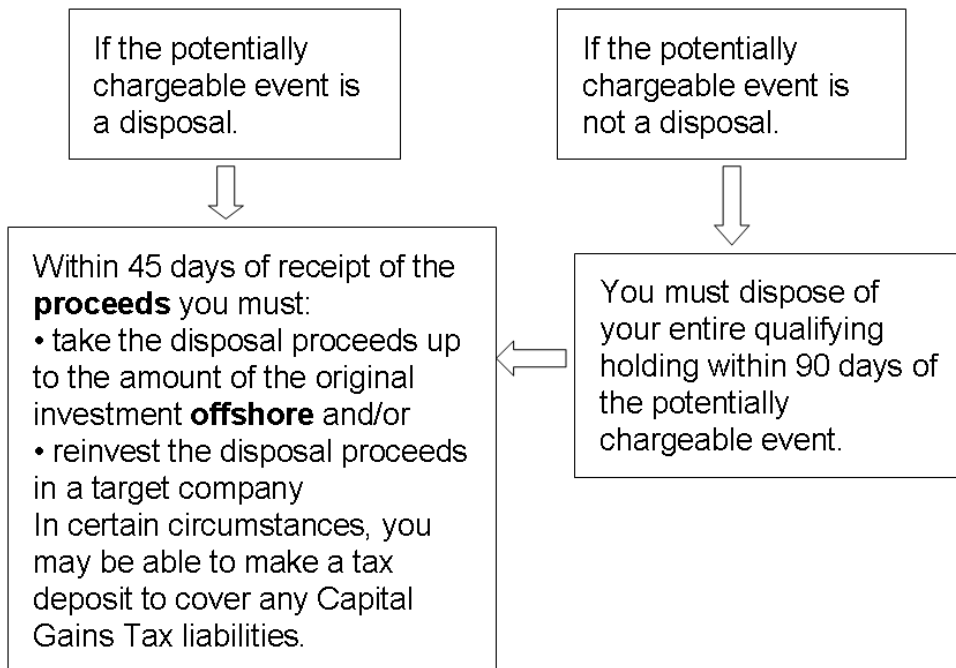 If the potentially
chargeable event is
a disposal.
If the potentially
chargeable event is
not a disposal.
Within 45 days of receipt of the
proceeds you must:
• take the disposal proceeds up
to the amount of the original
investment offshore and/or
• reinvest the disposal proceeds
in a target company
In certain circumstances, you
may be able to make a tax
deposit to cover any Capital
Gains Tax liabilities.
You must dispose of
your entire qualifying
holding within 90 days of
the potentially
chargeable event.